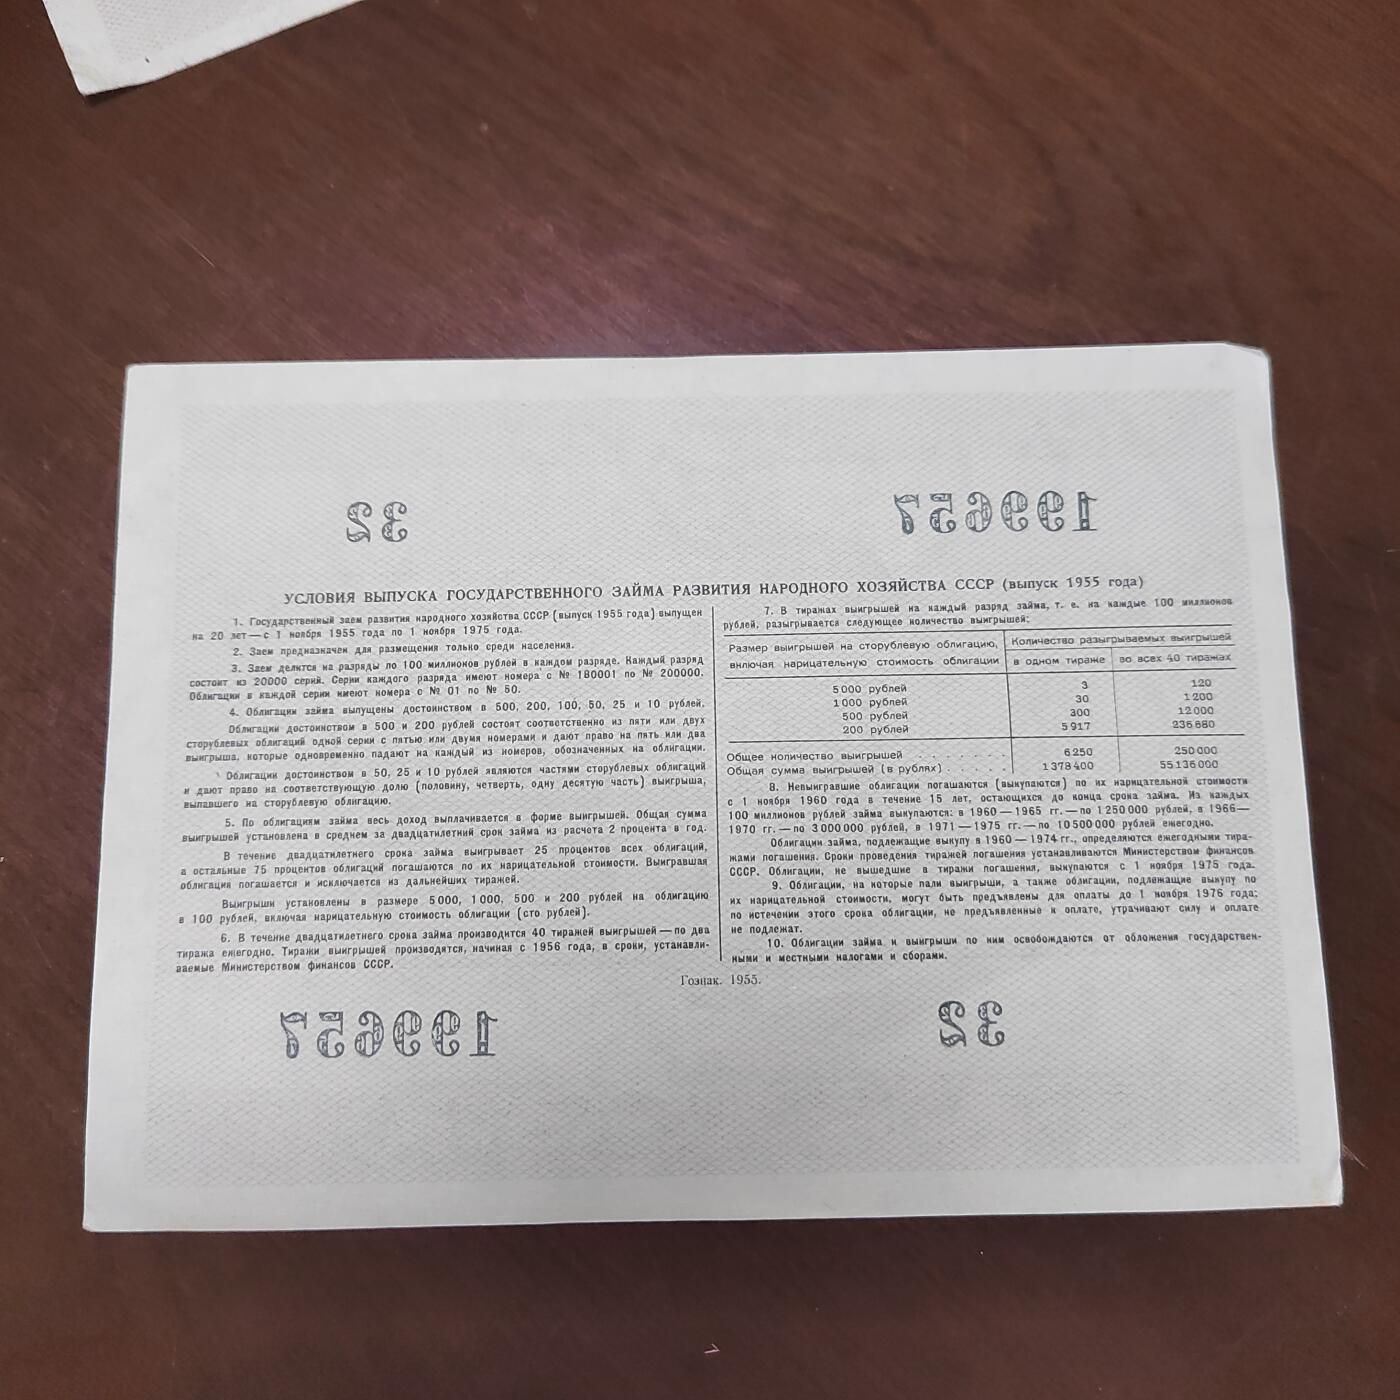 32 199657
УСЛОВИЯ ВЫПУСКА ГОСУДАРСТВЕННОГО ЗАЙМА РАЗВИТИЯ НАРОДНОГО ХОЗЯЙСТВА СССР (выпуск 1955 года)
1. Государственный заем развития народного хозяйства СССР (выпуск 1955 года) выпущен
на 20 лет — с 1 ноября 1955 года по 1 ноября 1975 года.
2. Заем предназначен для размещения только среди населения.
3. Заем делится на разряды по 100 миллионов рублей в каждом разряде. Каждый разряд
состоит из 20000 серий. Серии каждого разряда имеют номера с № 180001 по № 200000.
Облигации в каждой серии имеют номера с № 01 по № 50.
4. Облигации займа выпущены достоинством в 500, 200, 100, 50, 25 и 10 рублей.
Облигации достоинством в 500 и 200 рублей состоят соответственно из пяти или двух
сторублевых облигаций одной серии с пятью или двумя номерами и дают право на пять или два
выигрыша, которые одновременно падают на каждый из номеров, обозначенных на облигации.
Облигации достоинством в 50, 25 и 10 рублей являются частями сторублевых облигаций
и дают право на соответствующую долю (половину, четверть, одну десятую часть) выигрыша,
выпавшего на сторублевую облигацию.
5. По облигациям займа весь доход выплачивается в форме выигрышей. Общая сумма
выигрышей установлена в среднем за двадцатилетний срок займа из расчета 2 процента в год.
В течение двадцатилетнего срока займа выигрывает 25 процентов всех облигаций,
а остальные 75 процентов облигаций погашаются по их нарицательной стоимости. Выигравшая
облигация погашается и исключается из дальнейших тиражей.
Выигрыши установлены в размере 5000, 1000, 500 и 200 рублей на облигацию
в 100 рублей, включая нарицательную стоимость облигации (сто рублей).
6. В течение двадцатилетнего срока займа производится 40 тиражей выигрышей — по два
тиража ежегодно. Тиражи выигрышей производятся, начиная с 1956 года, в сроки, устанавли-
ваемые Министерством финансов СССР.
7. В тиражах выигрышей на каждый разряд займа, т. е. на каждые 100 миллионов
рублей, разыгрывается следующее количество выигрышей:
Размер выигрышей на сторублевую облигацию, Количество разыгрываемых выигрышей
включая нарицательную стоимость облигации в одном тираже во всех 40 тиражах
5000 рублей 3 120
1000 рублей 30 1200
500 рублей 300 12000
200 рублей 5917 236880
Общее количество выигрышей . . . . . . . . 6250 250000
Общая сумма выигрышей (в рублях) . . . . . 1378400 55136000
8. Невыигравшие облигации погашаются (выкупаются) по их нарицательной стоимости
с 1 ноября 1960 года в течение 15 лет, остающихся до конца срока займа. Из каждых
100 миллионов рублей займа выкупаются: в 1960—1965 гг. — по 1250000 рублей, в 1966—
1970 гг. — по 3000000 рублей, в 1971—1975 гг. — по 10500000 рублей ежегодно.
Облигации займа, подлежащие выкупу в 1960—1974 гг., определяются ежегодными тира-
жами погашения. Сроки проведения тиражей погашения устанавливаются Министерством финансов
СССР. Облигации, не вышедшие в тиражи погашения, выкупаются с 1 ноября 1975 года.
9. Облигации, на которые пали выигрыши, а также облигации, подлежащие выкупу по
их нарицательной стоимости, могут быть предъявлены для оплаты до 1 ноября 1976 года;
по истечении этого срока облигации, не предъявленные к оплате, утрачивают силу и оплате
не подлежат.
10. Облигации займа и выигрыши по ним освобождаются от обложения государствен-
ными и местными налогами и сборами.
Гознак. 1955.
199657 32